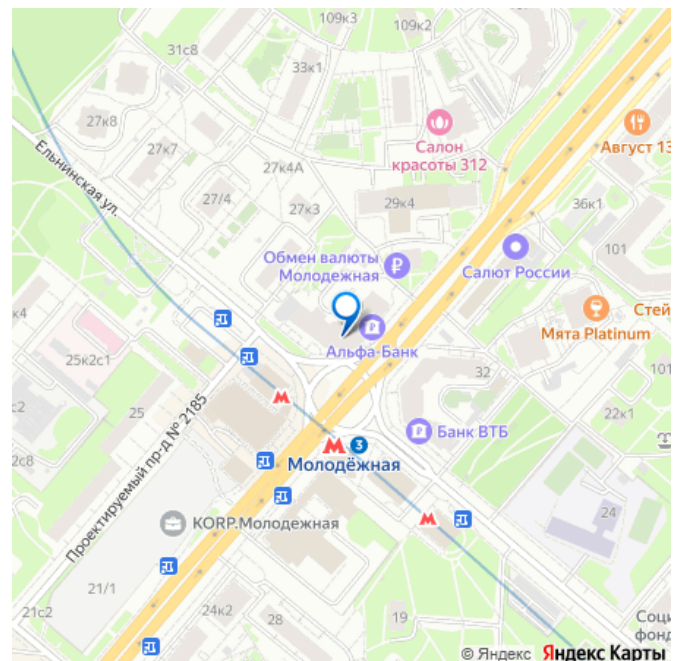 109к3
109к2
31с8
33к1
27к8
27к7
Ельнинская ул.
27к4А
27/4
27к3
29к4
Салон
красоты 312
Август 13
36к1
101
Обмен валюты
Молодежная
Салют России
Альфа-Банк
Сте
Мята Platinum
к4
25к2с1
25
Проектируемый пр-д № 2185
32
101
22к1
с2
2с8
Банк ВТБ
3
Молодёжная
KORP.Молодежная
24
21/1
21с2
24к2
28
19
Соци
фонд
© Яндекс Яндекс Карты